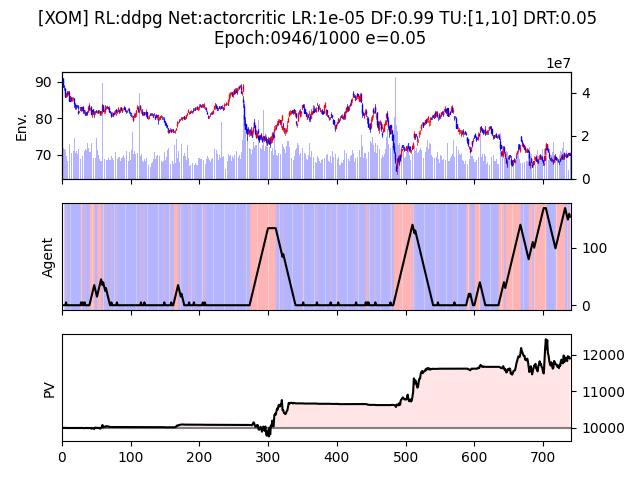 [XOM] RL:ddpg Net:actorcritic LR:1e-05 DF:0.99 TU:[1,10] DRT:0.05
Epoch:0946/1000 e=0.05
1e7
90
80
70
Env.
4
2
0
Agent
100
0
PV
12000
11000
10000
0 100 200 300 400 500 600 700